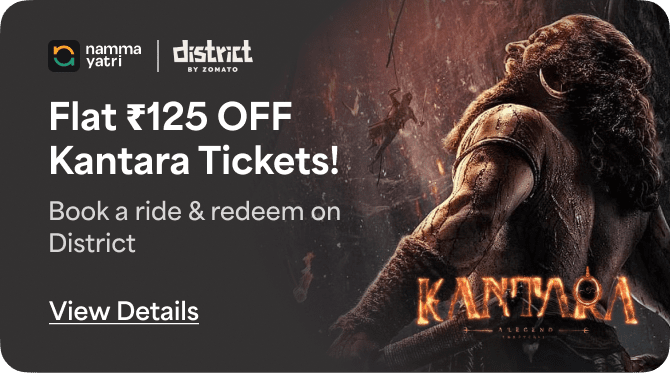 namma
yatri
district
BY ZOMATO
Flat ₹125 OFF
Kantara Tickets!
Book a ride & redeem on
District
View Details
KANTARA
A LEGEND